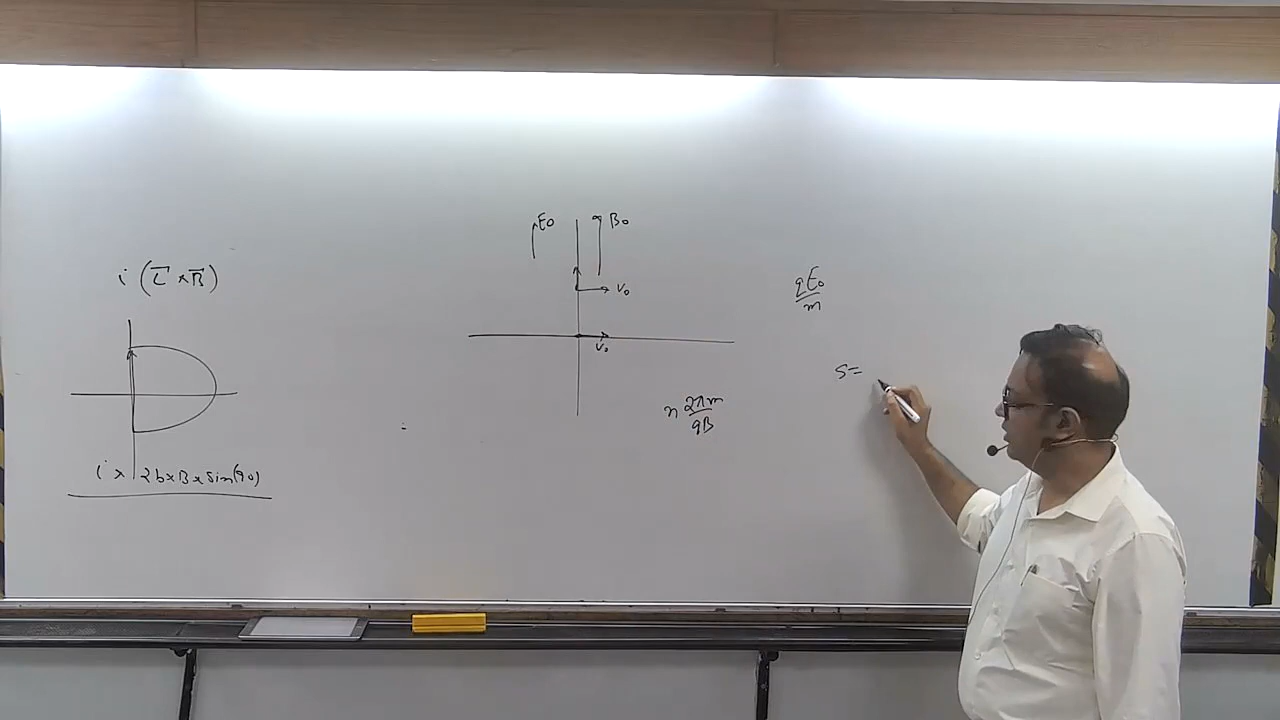 i (L̅ × B̅)
i × 2b×B×Sin(90)
E0
B0
V0
V0
n 2πm/qB
qE0/m
S=